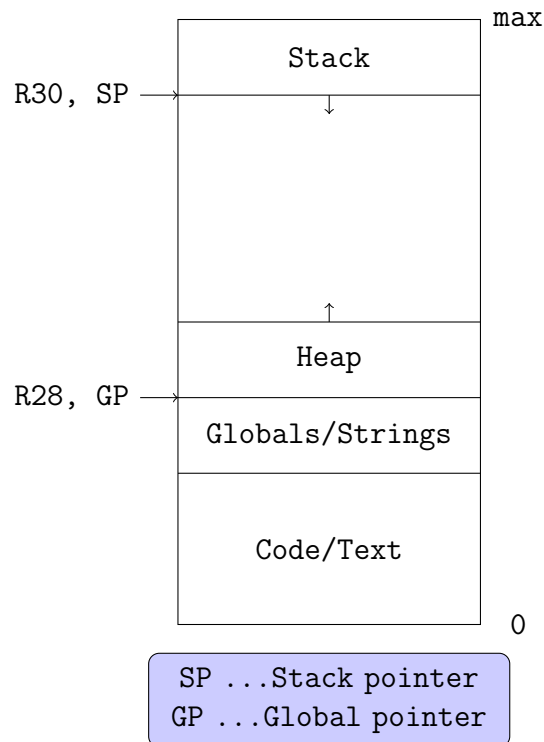 max
Stack
R30, SP
Heap
R28, GP
Globals/Strings
Code/Text
0
SP ...Stack pointer
GP ...Global pointer